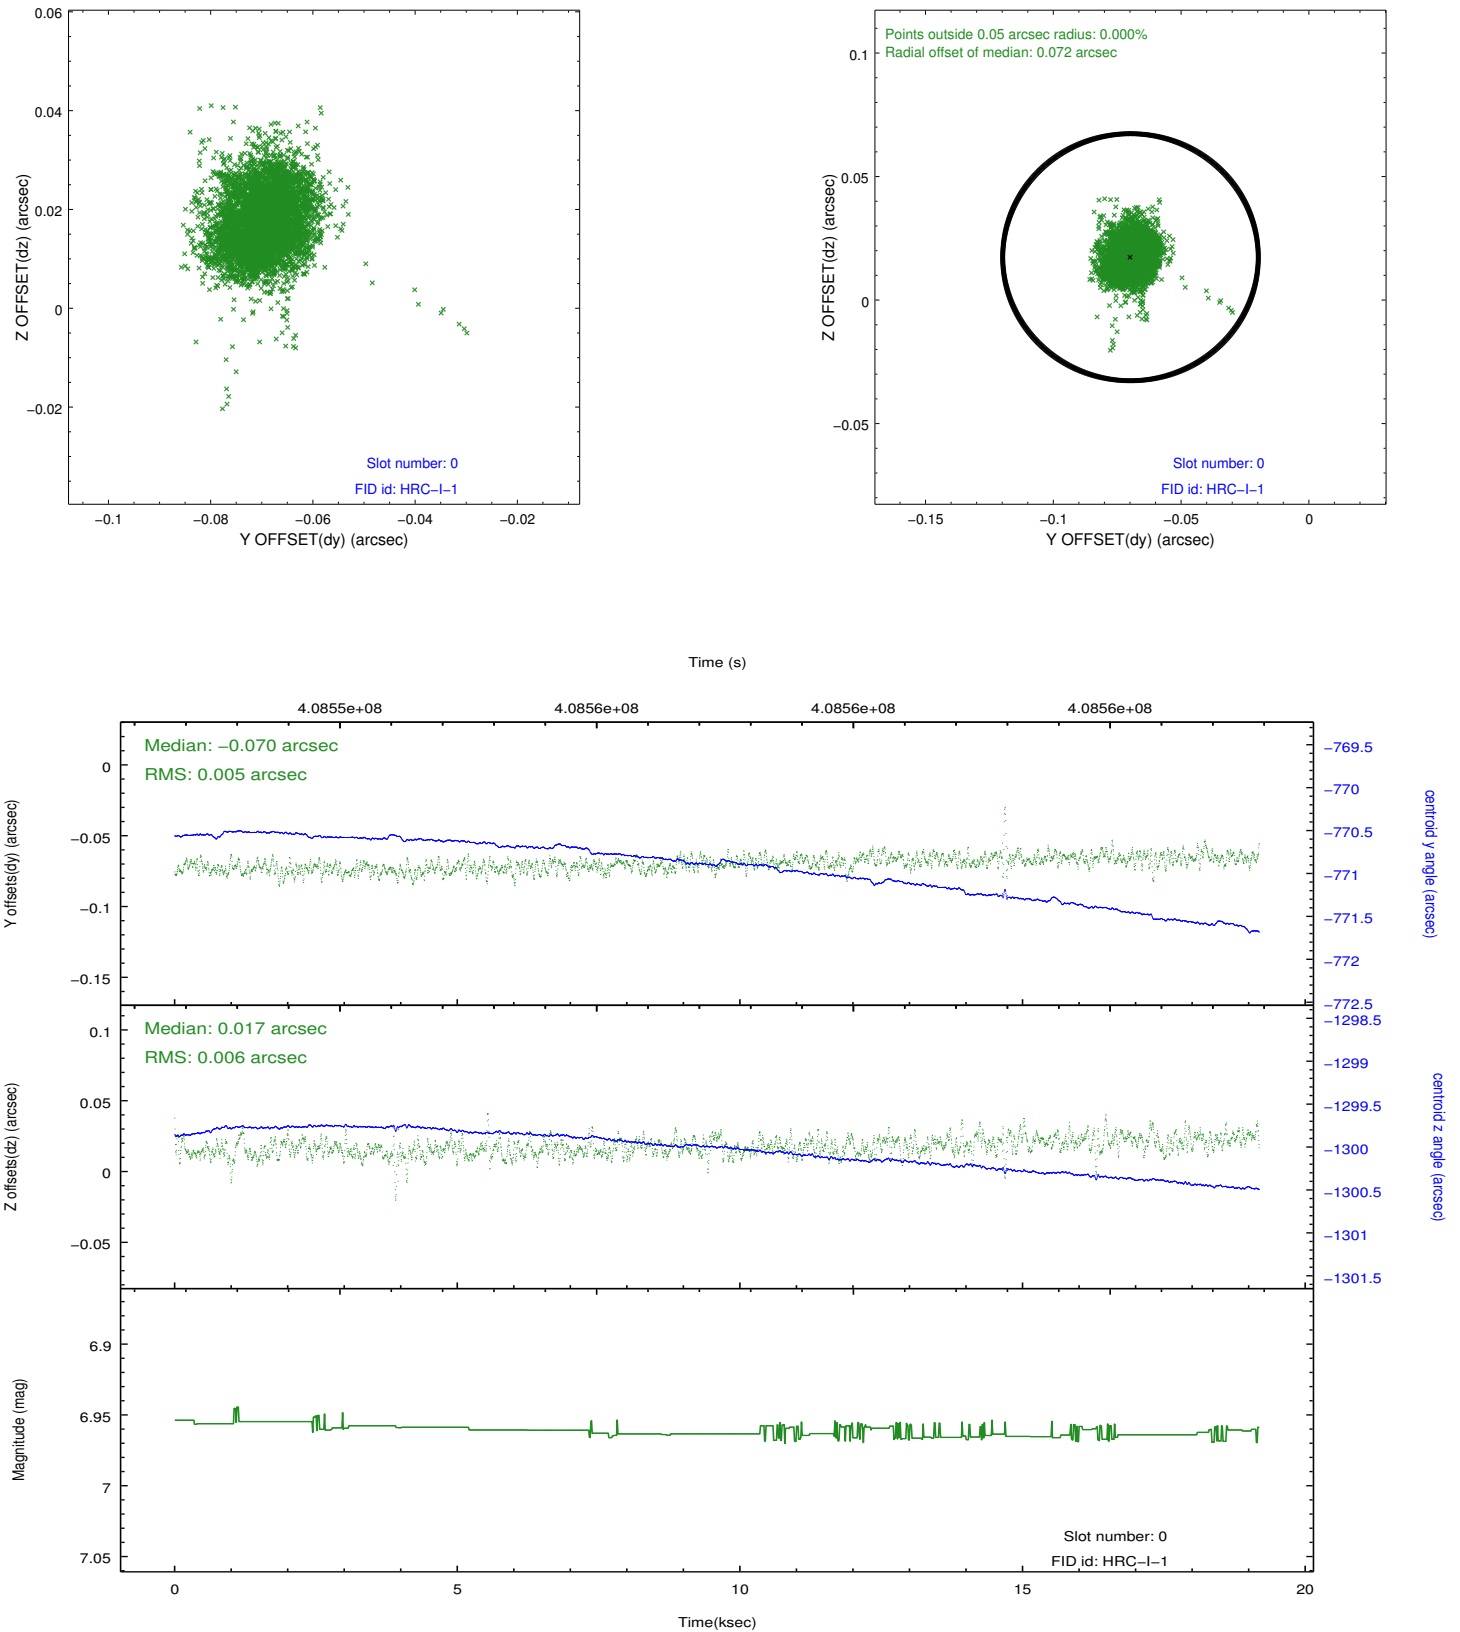 0.06
0.04
0.02
0
−0.02
Z OFFSET(dz) (arcsec)
Slot number: 0
FID id: HRC−I−1
−0.1
−0.08
−0.06
−0.04
−0.02
Y OFFSET(dy) (arcsec)
Points outside 0.05 arcsec radius: 0.000%
Radial offset of median: 0.072 arcsec
0.1
0.05
0
−0.05
Z OFFSET(dz) (arcsec)
Slot number: 0
FID id: HRC−I−1
−0.15
−0.1
−0.05
0
Y OFFSET(dy) (arcsec)
Time (s)
4.0855e+08
4.0856e+08
4.0856e+08
4.0856e+08
Median: −0.070 arcsec
RMS: 0.005 arcsec
0
−0.05
−0.1
−0.15
Y offsets(dy) (arcsec)
−769.5
−770
−770.5
−771
−771.5
−772
−772.5
centroid y angle (arcsec)
Median: 0.017 arcsec
RMS: 0.006 arcsec
0.1
0.05
0
−0.05
Z offsets(dz) (arcsec)
−1298.5
−1299
−1299.5
−1300
−1300.5
−1301
−1301.5
centroid z angle (arcsec)
6.9
6.95
7
7.05
Magnitude (mag)
Slot number: 0
FID id: HRC−I−1
0
5
10
15
20
Time(ksec)